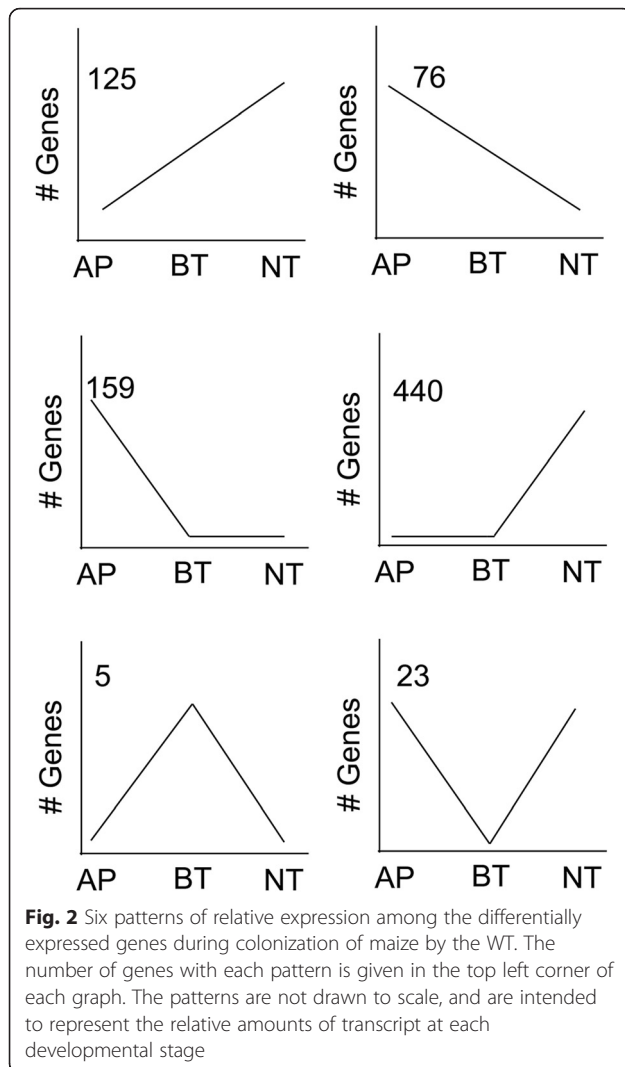 125
# Genes
AP BT NT
76
# Genes
AP BT NT
159
# Genes
AP BT NT
440
# Genes
AP BT NT
5
# Genes
AP BT NT
23
# Genes
AP BT NT
Fig. 2 Six patterns of relative expression among the differentially
expressed genes during colonization of maize by the WT. The
number of genes with each pattern is given in the top left corner of
each graph. The patterns are not drawn to scale, and are intended
to represent the relative amounts of transcript at each
developmental stage